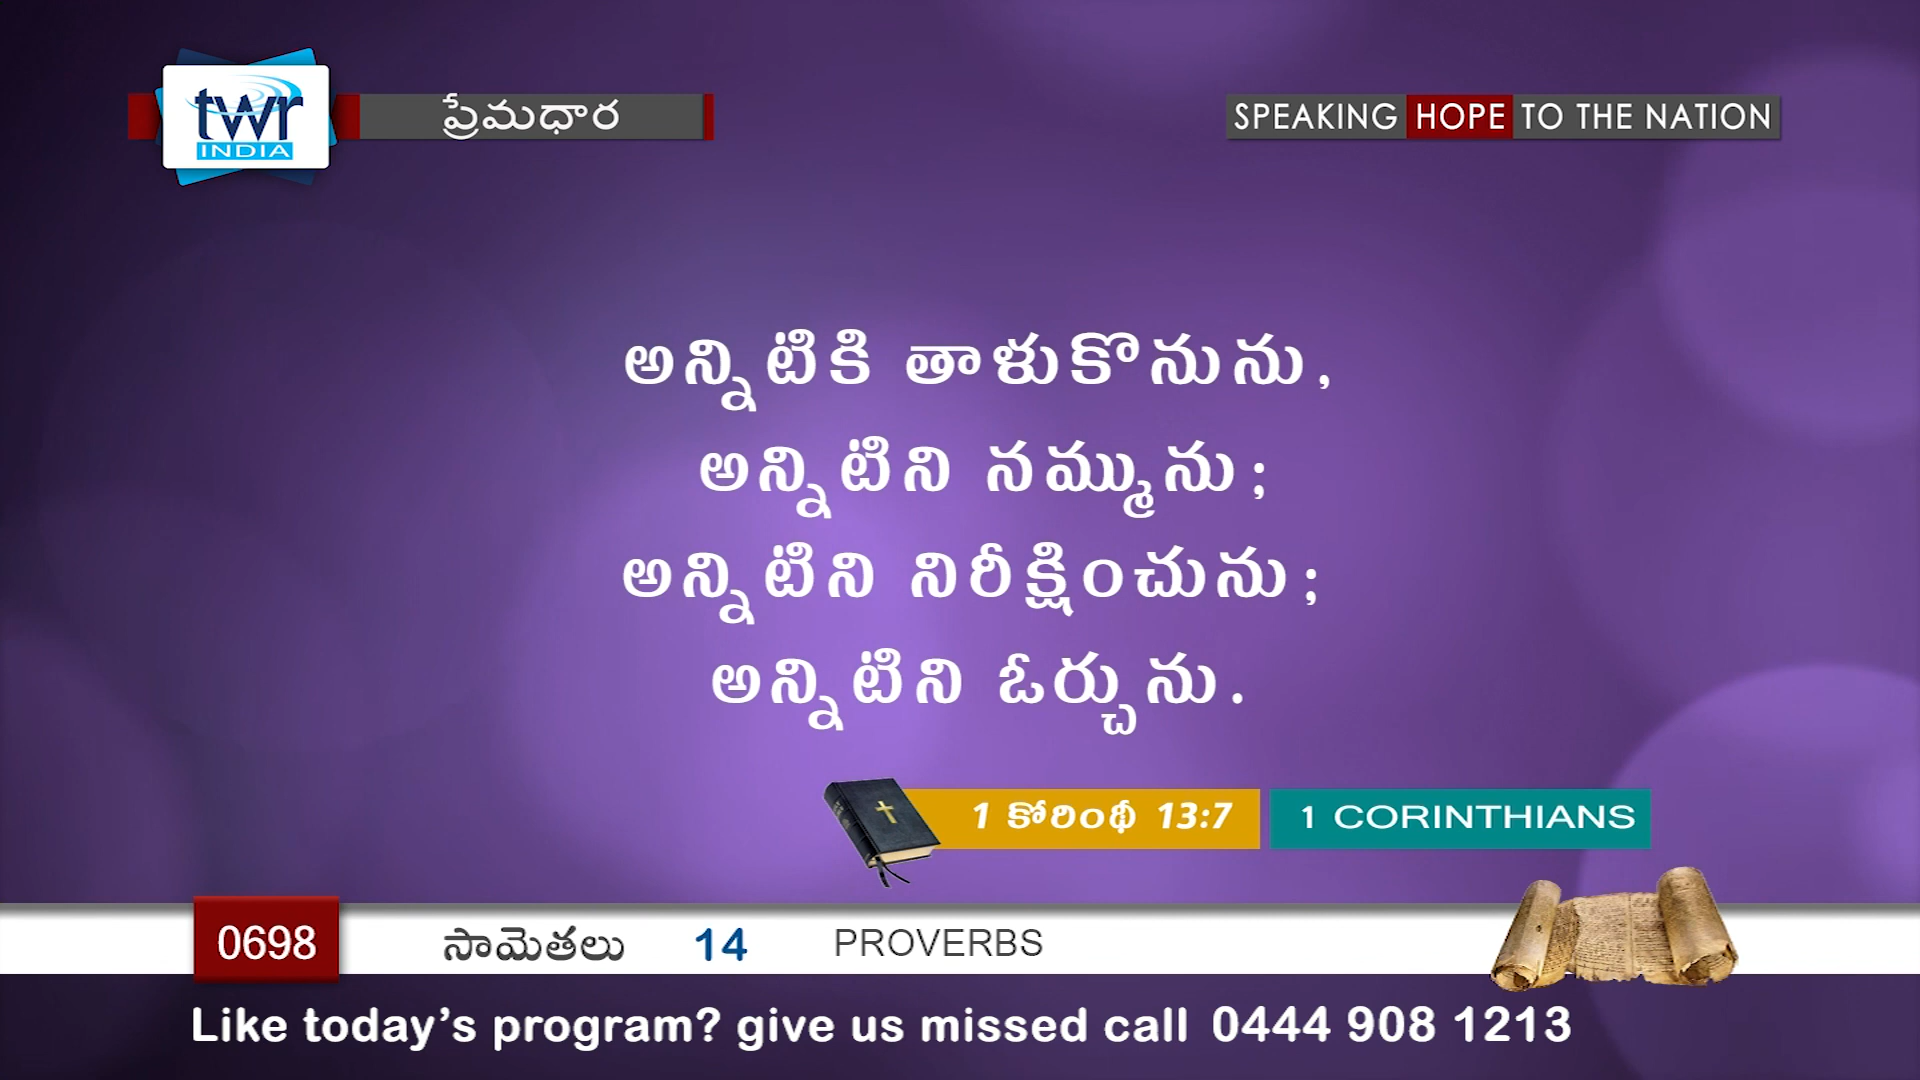 twr
INDIA
ప్రేమధార
SPEAKING HOPE TO THE NATION
అన్నిటికి తాళుకొనును,
అన్నిటిని నమ్మును;
అన్నిటిని నిరీక్షించును;
అన్నిటిని ఓర్చును.
1 కోరింథీ 13:7
1 CORINTHIANS
0698 సామెతలు 14 PROVERBS
Like today's program? give us missed call 0444 908 1213